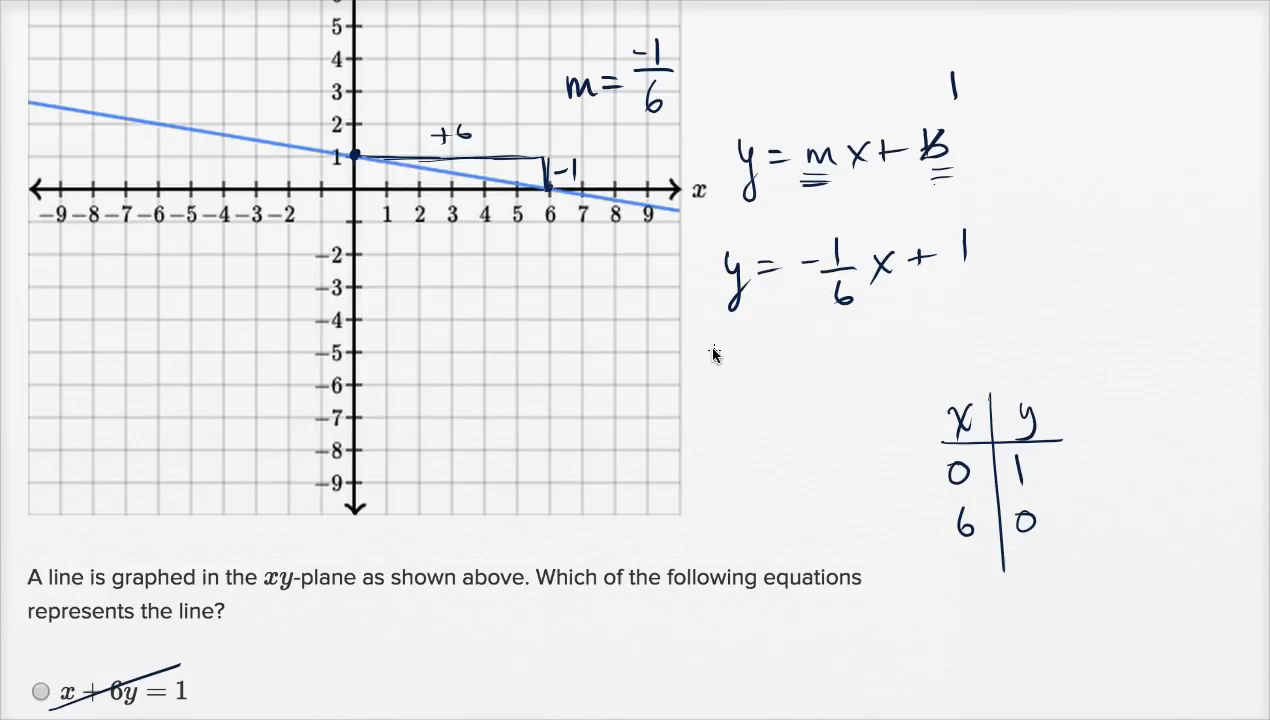 5
4
3
2
1
x
−9 −8 −7 −6 −5 −4 −3 −2 1 2 3 4 5 6 7 8 9
−2
−3
−4
−5
−6
−7
−8
−9
+6
-1
m = -1/6
1
y = mx + b
y = -1/6 x + 1
x y
0 1
6 0
A line is graphed in the xy-plane as shown above. Which of the following equations
represents the line?
x + 6y = 1